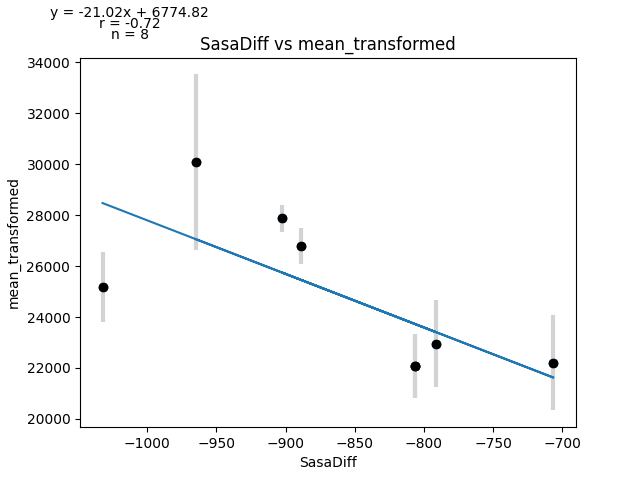 y = -21.02x + 6774.82
r = -0.72
n = 8
SasaDiff vs mean_transformed
34000
32000
30000
28000
26000
24000
22000
20000
mean_transformed
−1000
−950
−900
−850
−800
−750
−700
SasaDiff